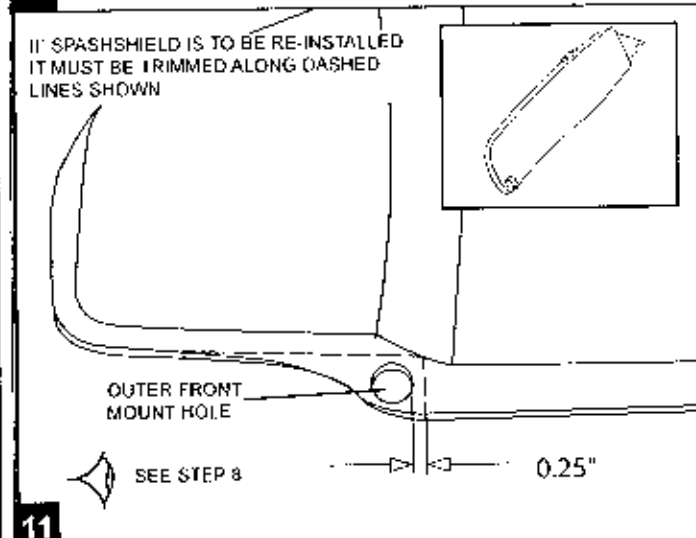 IF SPASHSHIELD IS TO BE RE-INSTALLED
IT MUST BE TRIMMED ALONG DASHED
LINES SHOWN
OUTER FRONT
MOUNT HOLE
SEE STEP 8
0.25"
11